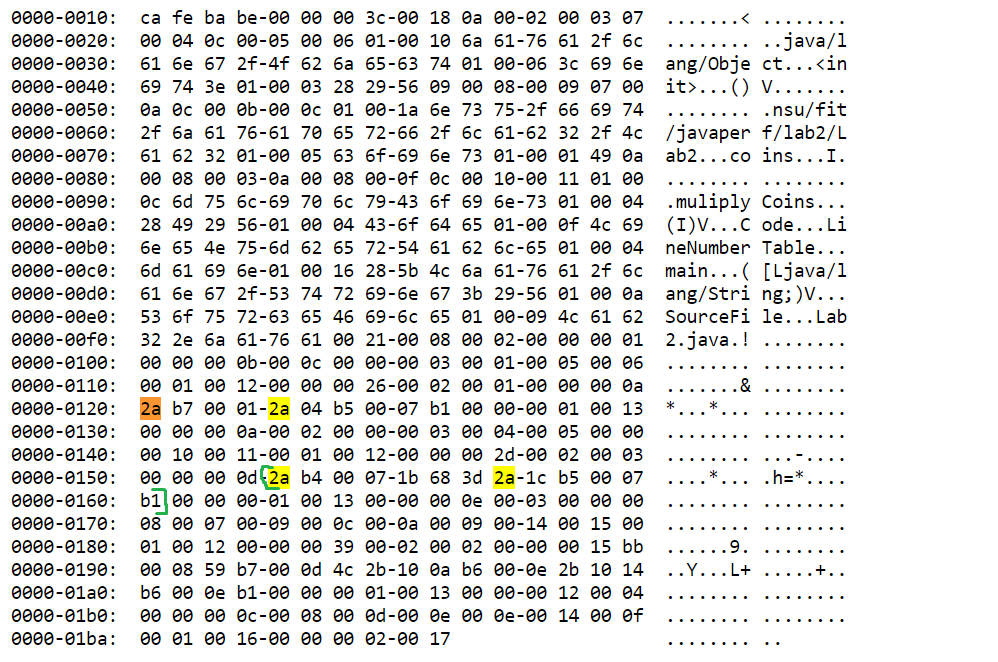 0000-0010: ca fe ba be-00 00 00 3c-00 18 0a 00-02 00 03 07 .......< ........
0000-0020: 00 04 0c 00-05 00 06 01-00 10 6a 61-76 61 2f 6c ........ ..java/l
0000-0030: 61 6e 67 2f-4f 62 6a 65-63 74 01 00-06 3c 69 6e ang/Obje ct...<in
0000-0040: 69 74 3e 01-00 03 28 29-56 09 00 08-00 09 07 00 it>...() V.......
0000-0050: 0a 0c 00 0b-00 0c 01 00-1a 6e 73 75-2f 66 69 74 ........ .nsu/fit
0000-0060: 2f 6a 61 76-61 70 65 72-66 2f 6c 61-62 32 2f 4c /javaper f/lab2/L
0000-0070: 61 62 32 01-00 05 63 6f-69 6e 73 01-00 01 49 0a ab2...co ins...I.
0000-0080: 00 08 00 03-0a 00 08 00-0f 0c 00 10-00 11 01 00 ........ ........
0000-0090: 0c 6d 75 6c-69 70 6c 79-43 6f 69 6e-73 01 00 04 .muliply Coins...
0000-00a0: 28 49 29 56-01 00 04 43-6f 64 65 01-00 0f 4c 69 (I)V...C ode...Li
0000-00b0: 6e 65 4e 75-6d 62 65 72-54 61 62 6c-65 01 00 04 neNumber Table...
0000-00c0: 6d 61 69 6e-01 00 16 28-5b 4c 6a 61-76 61 2f 6c main...( [Ljava/l
0000-00d0: 61 6e 67 2f-53 74 72 69-6e 67 3b 29-56 01 00 0a ang/Stri ng;)V...
0000-00e0: 53 6f 75 72-63 65 46 69-6c 65 01 00-09 4c 61 62 SourceFi le...Lab
0000-00f0: 32 2e 6a 61-76 61 00 21-00 08 00 02-00 00 00 01 2.java.! ........
0000-0100: 00 00 00 0b-00 0c 00 00-00 03 00 01-00 05 00 06 ........ ........
0000-0110: 00 01 00 12-00 00 00 26-00 02 00 01-00 00 00 0a .......& ........
0000-0120: 2a b7 00 01-2a 04 b5 00-07 b1 00 00-00 01 00 13 *...*... ........
0000-0130: 00 00 00 0a-00 02 00 00-00 03 00 04-00 05 00 00 ........ ........
0000-0140: 00 10 00 11-00 01 00 12-00 00 00 2d-00 02 00 03 ........ ...-....
0000-0150: 00 00 00 0d-2a b4 00 07-1b 68 3d 2a-1c b5 00 07 ....*... .h=*....
0000-0160: b1 00 00 00-01 00 13 00-00 00 0e 00-03 00 00 00 ........ ........
0000-0170: 08 00 07 00-09 00 0c 00-0a 00 09 00-14 00 15 00 ........ ........
0000-0180: 01 00 12 00-00 00 39 00-02 00 02 00-00 00 15 bb ......9. ........
0000-0190: 00 08 59 b7-00 0d 4c 2b-10 0a b6 00-0e 2b 10 14 ..Y...L+ .....+..
0000-01a0: b6 00 0e b1-00 00 00 01-00 13 00 00-00 12 00 04 ........ ........
0000-01b0: 00 00 00 0c-00 08 00 0d-00 0e 00 0e-00 14 00 0f ........ ........
0000-01ba: 00 01 00 16-00 00 00 02-00 17 ........ ..